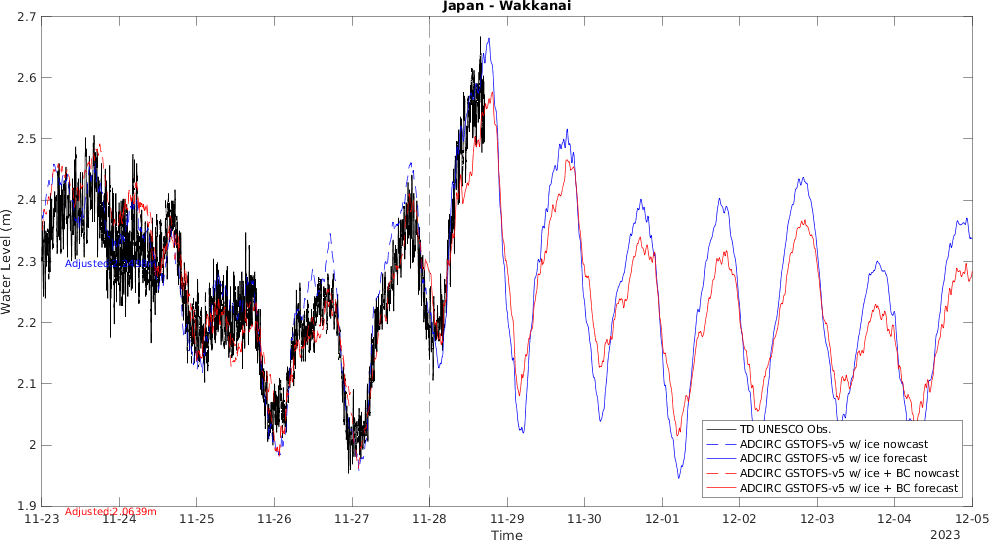 Japan - Wakkanai
2.7
2.6
2.5
2.4
2.3
2.2
2.1
2
1.9
Water Level (m)
Adjusted:
Adjusted:2.0639m
TD UNESCO Obs.
ADCIRC GSTOFS-v5 w/ ice nowcast
ADCIRC GSTOFS-v5 w/ ice forecast
ADCIRC GSTOFS-v5 w/ ice + BC nowcast
ADCIRC GSTOFS-v5 w/ ice + BC forecast
11-23 11-24 11-25 11-26 11-27 11-28 11-29 11-30 12-01 12-02 12-03 12-04 12-05
Time
2023